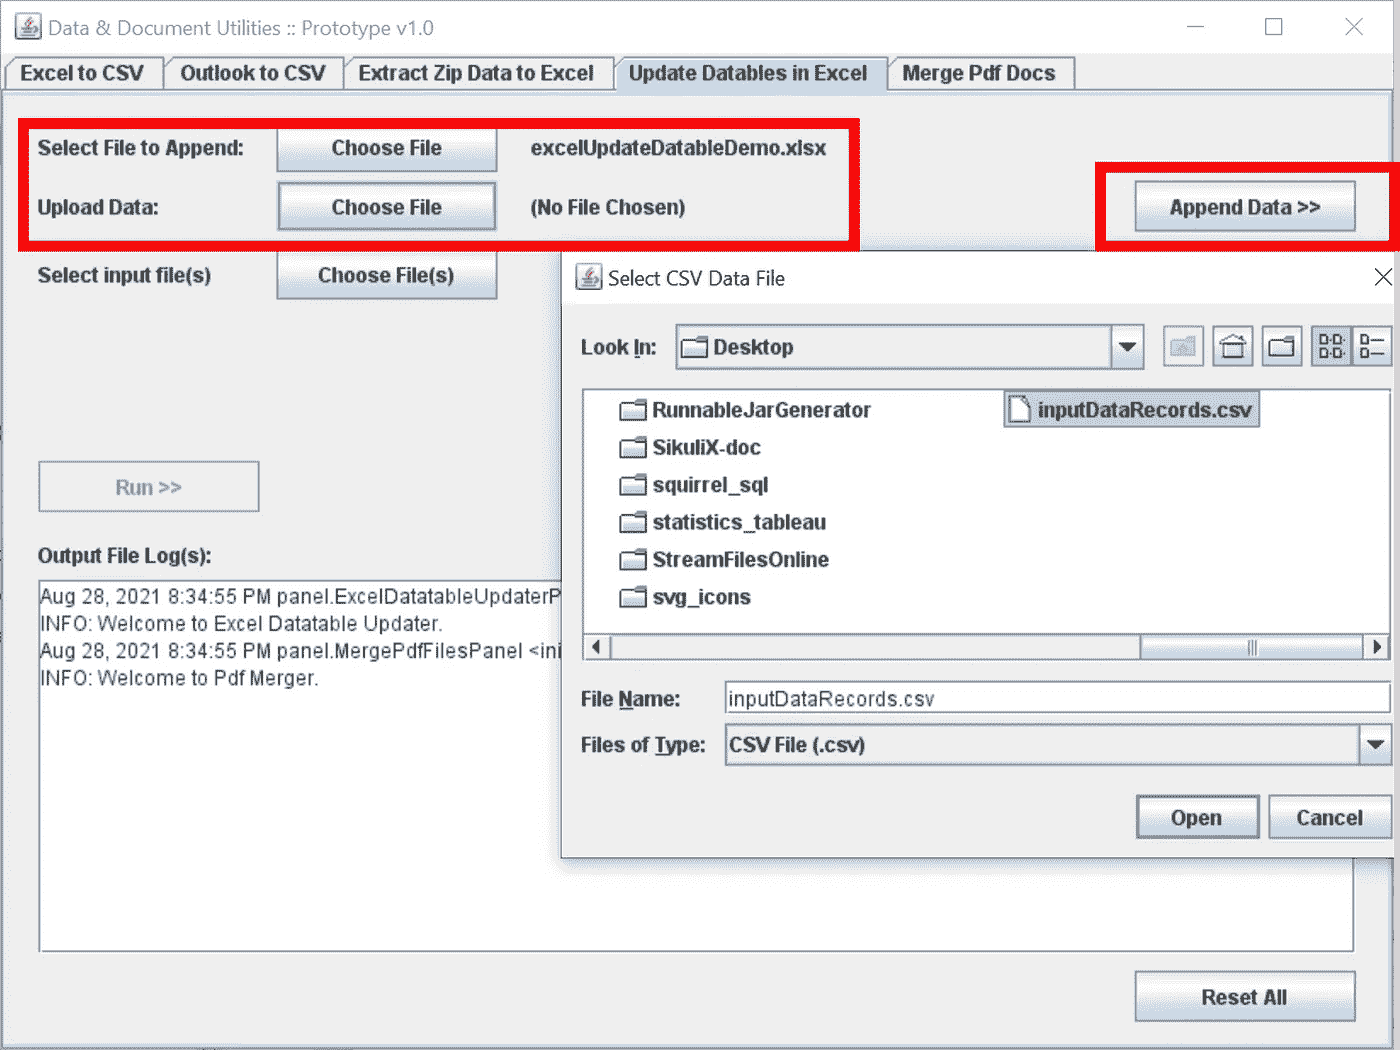 Data & Document Utilities :: Prototype v1.0
Excel to CSV
Outlook to CSV
Extract Zip Data to Excel
Update Datables in Excel
Merge Pdf Docs
Select File to Append:
Choose File
excelUpdateDatableDemo.xlsx
Upload Data:
Choose File
(No File Chosen)
Append Data >>
Select input file(s)
Choose File(s)
Select CSV Data File
Look In:
Desktop
RunnableJarGenerator
inputDataRecords.csv
SikuliX-doc
squirrel_sql
statistics_tableau
StreamFilesOnline
svg_icons
Run >>
Output File Log(s):
Aug 28, 2021 8:34:55 PM panel.ExcelDatatableUpdaterP
INFO: Welcome to Excel Datatable Updater.
Aug 28, 2021 8:34:55 PM panel.MergePdfFilesPanel <ini
INFO: Welcome to Pdf Merger.
File Name:
inputDataRecords.csv
Files of Type:
CSV File (.csv)
Open
Cancel
Reset All